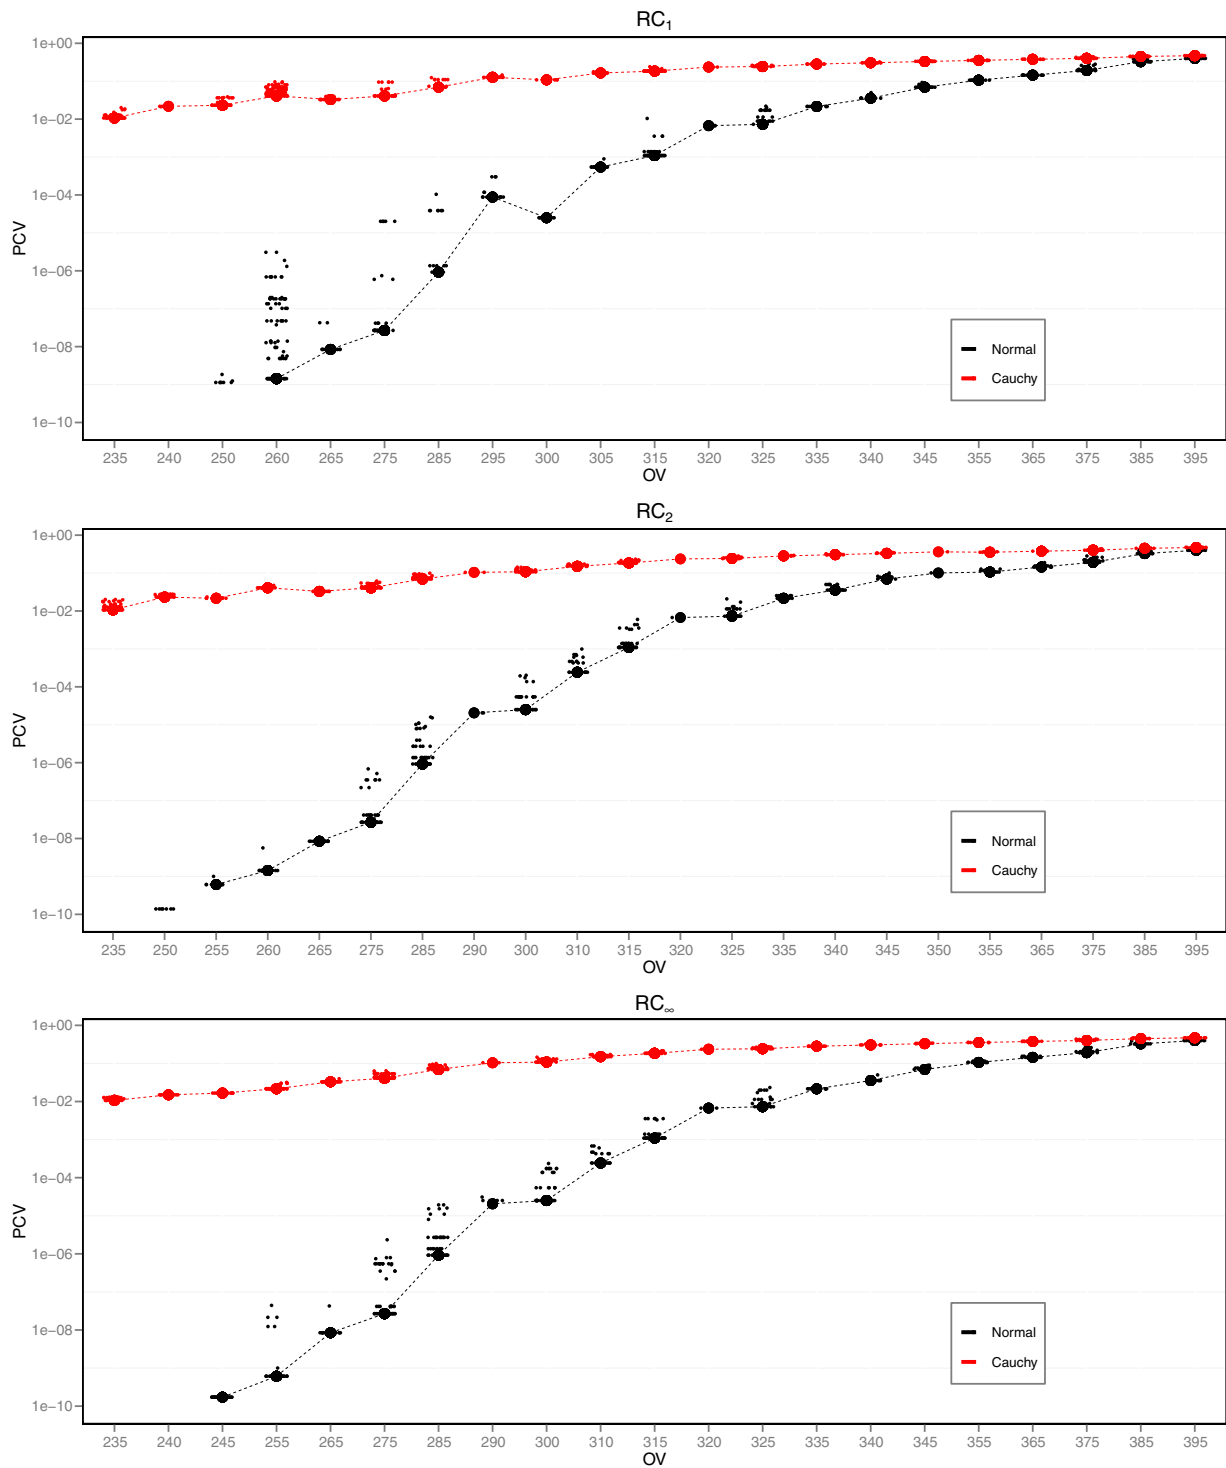 RC₁
1e+00
1e−02
1e−04
1e−06
1e−08
1e−10
PCV
Normal
Cauchy
235 240 250 260 265 275 285 295 300 305 315 320 325 335 340 345 355 365 375 385 395
OV
RC₂
1e+00
1e−02
1e−04
1e−06
1e−08
1e−10
PCV
Normal
Cauchy
235 250 255 260 265 275 285 290 300 310 315 320 325 335 340 345 350 355 365 375 385 395
OV
RC∞
1e+00
1e−02
1e−04
1e−06
1e−08
1e−10
PCV
Normal
Cauchy
235 240 245 255 265 275 285 290 300 310 315 320 325 335 340 345 355 365 375 385 395
OV